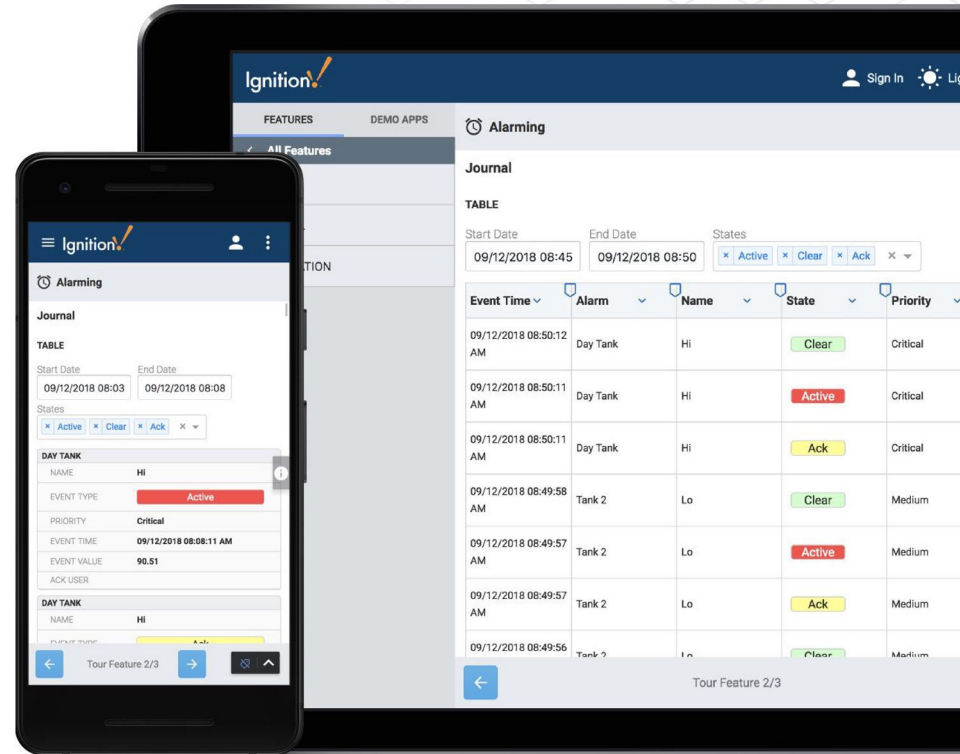 Ignition!
Sign In
FEATURES DEMO APPS
All Features
Alarming
Journal
TABLE
Start Date End Date States
09/12/2018 08:45 09/12/2018 08:50 × Active × Clear × Ack ×
Event Time Alarm Name State Priority
09/12/2018 08:50:12
AM
Day Tank Hi Clear Critical
09/12/2018 08:50:11
AM
Day Tank Hi Active Critical
09/12/2018 08:50:11
AM
Day Tank Hi Ack Critical
09/12/2018 08:49:58
AM
Tank 2 Lo Clear Medium
09/12/2018 08:49:57
AM
Tank 2 Lo Active Medium
09/12/2018 08:49:57
AM
Tank 2 Lo Ack Medium
09/12/2018 08:49:56
Tank 2 Lo Clear Medium
Tour Feature 2/3
Ignition!
Alarming
Journal
TABLE
Start Date End Date
09/12/2018 08:03 09/12/2018 08:08
States
× Active × Clear × Ack ×
DAY TANK
NAME Hi
EVENT TYPE Active
PRIORITY Critical
EVENT TIME 09/12/2018 08:08:11 AM
EVENT VALUE 90.51
ACK USER
DAY TANK
NAME Hi
EVENT TYPE Ack
Tour Feature 2/3